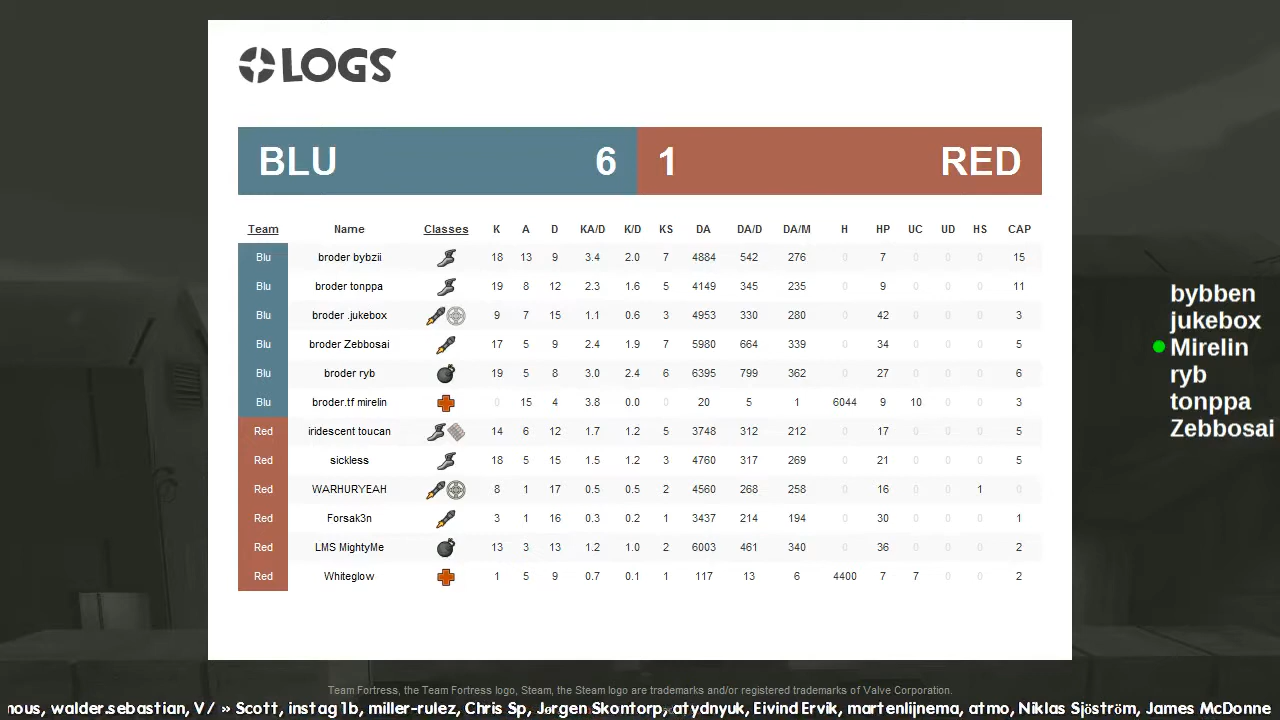 LOGS
BLU 6 1 RED
Team Name Classes K A D KA/D K/D KS DA DA/D DA/M H HP UC UD HS CAP
Blu broder bybzii 18 13 9 3.4 2.0 7 4884 542 276 0 7 0 0 0 15
Blu broder tonppa 19 8 12 2.3 1.6 5 4149 345 235 0 9 0 0 0 11
Blu broder .jukebox 9 7 15 1.1 0.6 3 4953 330 280 0 42 0 0 0 3
Blu broder Zebbosai 17 5 9 2.4 1.9 7 5980 664 339 0 34 0 0 0 5
Blu broder ryb 19 5 8 3.0 2.4 6 6395 799 362 0 27 0 0 0 6
Blu broder.tf mirelin 0 15 4 3.8 0.0 0 20 5 1 6044 9 10 0 0 3
Red iridescent toucan 14 6 12 1.7 1.2 5 3748 312 212 0 17 0 0 0 5
Red sickless 18 5 15 1.5 1.2 3 4760 317 269 0 21 0 0 0 5
Red WARHURYEAH 8 1 17 0.5 0.5 2 4560 268 258 0 16 0 0 1 0
Red Forsak3n 3 1 16 0.3 0.2 1 3437 214 194 0 30 0 0 0 1
Red LMS MightyMe 13 3 13 1.2 1.0 2 6003 461 340 0 36 0 0 0 2
Red Whiteglow 1 5 9 0.7 0.1 1 117 13 6 4400 7 7 0 0 2
bybben
jukebox
Mirelin
ryb
tonppa
Zebbosai
Team Fortress, the Team Fortress logo, Steam, the Steam logo are trademarks and/or registered trademarks of Valve Corporation.
nous, walder.sebastian, V/ » Scott, instag1b, miller-rulez, Chris Sp, Jørgen Skontorp, atydnyuk, Eivind Ervik, martenlijnema, atmo, Niklas Sjöström, James McDonne